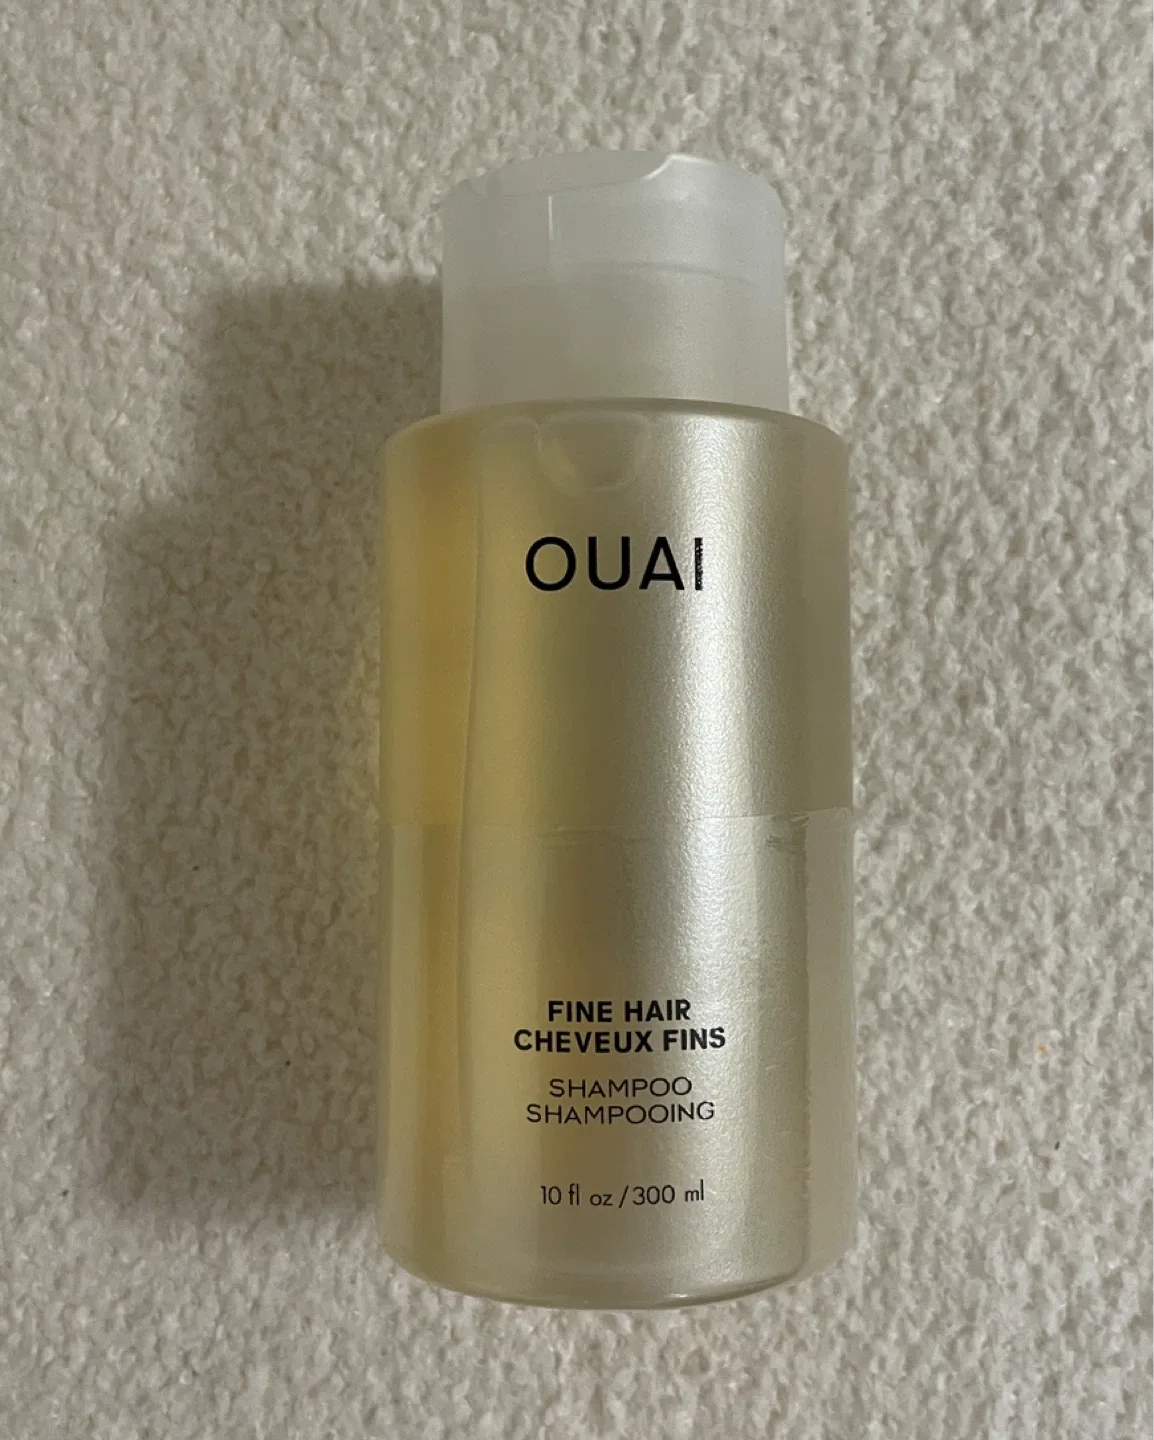 OUAI
FINE HAIR
CHEVEUX FINS
SHAMPOO
SHAMPOOING
10 fl oz / 300 ml